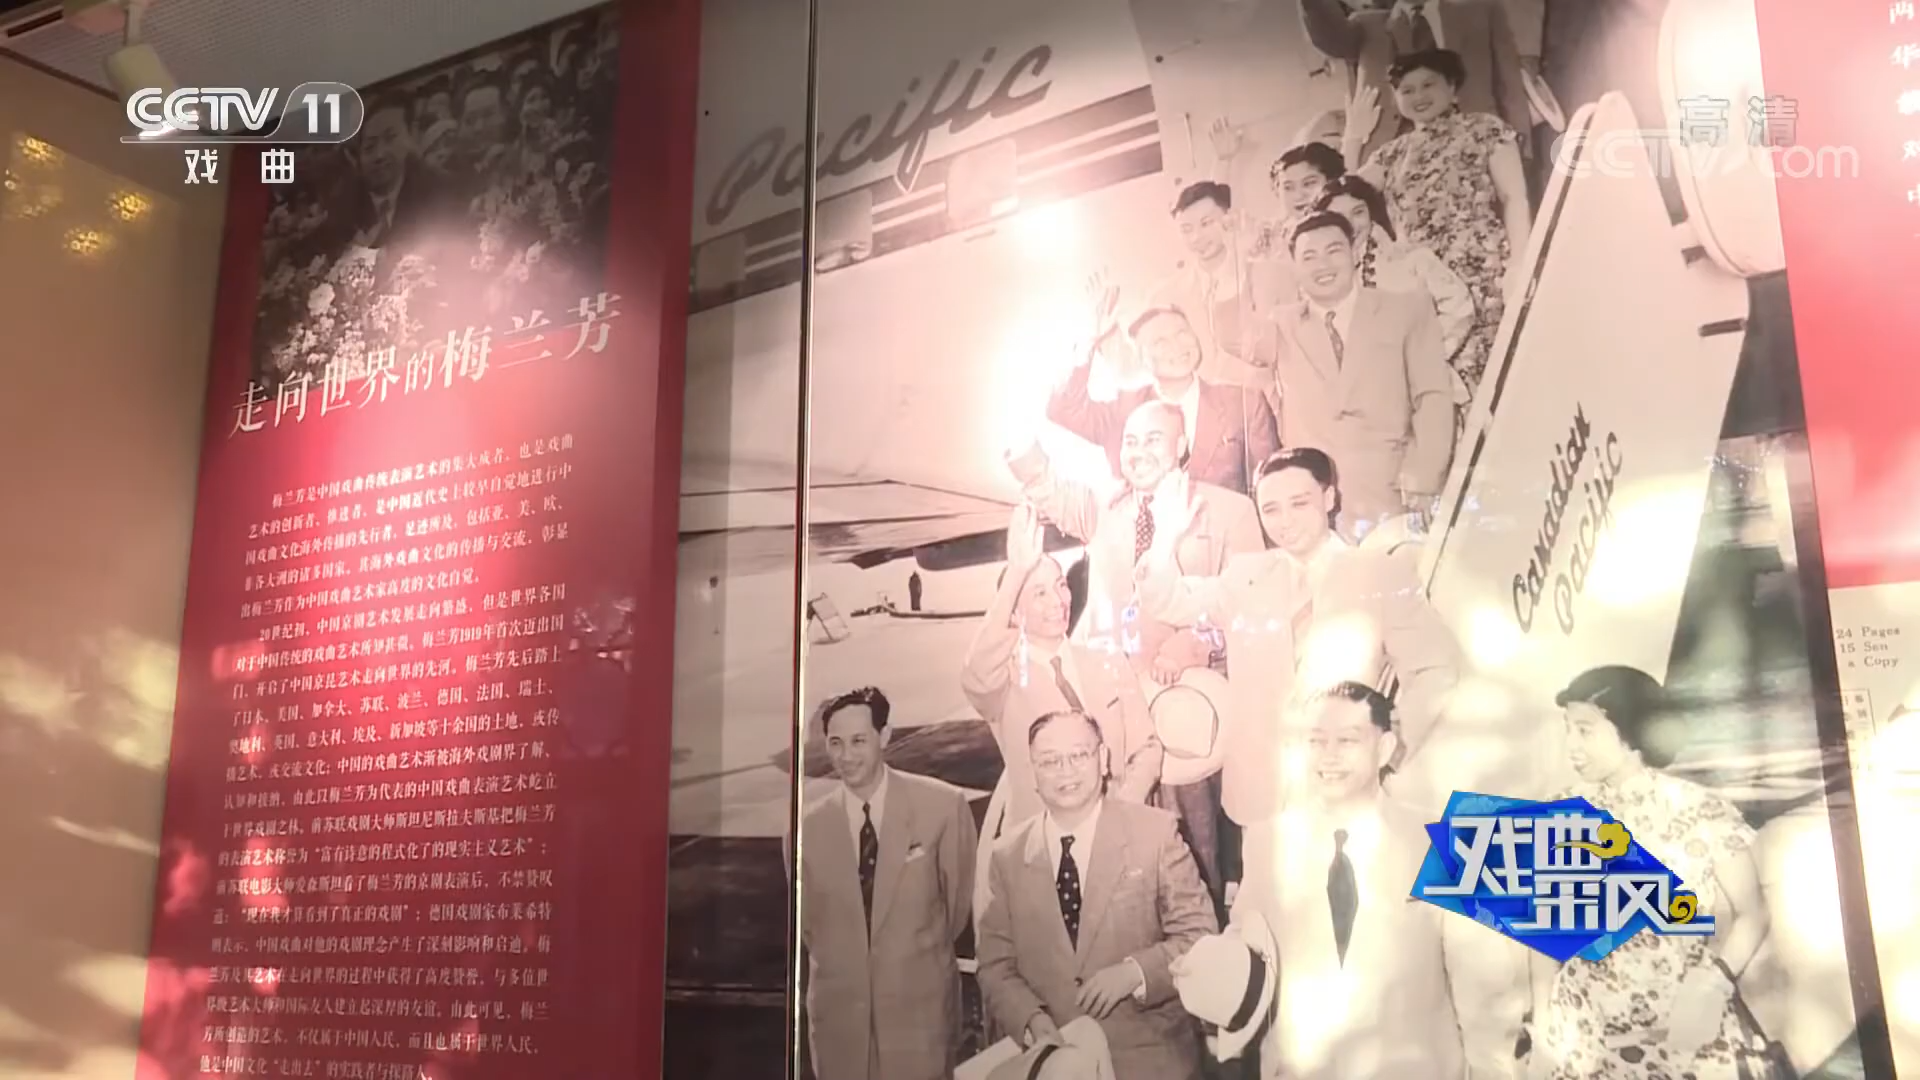 CCTV 11
戏 曲
高清
CCTV.com
Pacific
走向世界的梅兰芳
梅兰芳是中国戏曲传统表演艺术的集大成者，也是戏曲
艺术的创新者、推进者，是中国近代史上较早自觉地进行中
国戏曲文化海外传播的先行者，足迹所及，包括亚、美、欧、
非各大洲的诸多国家。其海外戏曲文化的传播与交流，彰显
出梅兰芳作为中国戏曲艺术家高度的文化自觉。
20世纪初，中国京剧艺术发展走向繁盛，但是世界各国
对于中国传统的戏曲艺术所知甚微。梅兰芳1919年首次迈出国
门，开启了中国京昆艺术走向世界的先河。梅兰芳先后踏上
了日本、美国、加拿大、苏联、波兰、德国、法国、瑞士、
奥地利、英国、意大利、埃及、新加坡等十余国的土地，或传
播艺术，或交流文化；中国的戏曲艺术渐被海外戏剧界了解、
认知和接纳，由此以梅兰芳为代表的中国戏曲表演艺术屹立
于世界戏剧之林。前苏联戏剧大师斯坦尼斯拉夫斯基把梅兰芳
的表演艺术称誉为“富有诗意的程式化了的现实主义艺术”；
前苏联电影大师爱森斯坦看了梅兰芳的京剧表演后，不禁赞叹
道：“现在我才算看到了真正的戏剧”；德国戏剧家布莱希特
则表示，中国戏曲对他的戏剧理念产生了深刻影响和启迪。梅
兰芳及其艺术在走向世界的过程中获得了高度赞誉，与多位世
界级艺术大师和国际友人建立起深厚的友谊。由此可见，梅兰
芳所创造的艺术，不仅属于中国人民，而且也属于世界人民，
他是中国文化“走出去”的实践者与探路人。
Canadian
Pacific
24 Pages
15 Sen
a Copy
戏曲
采风